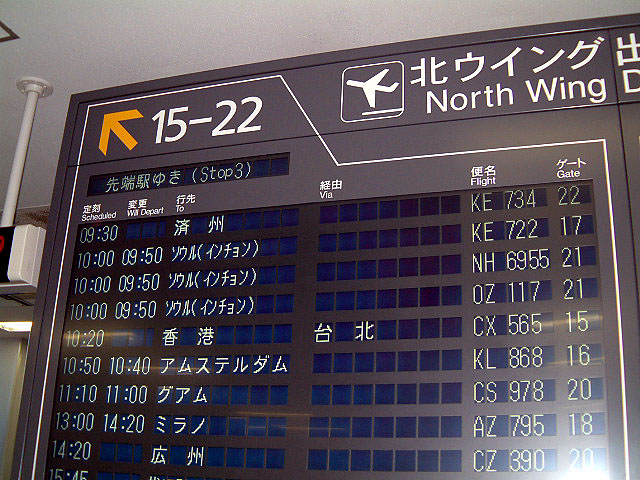 北ウイング 出
North Wing D
15-22
先端駅ゆき (Stop3)
定刻 変更 行先 経由 便名 ゲート
Scheduled Will Depart To Via Flight Gate
09:30 済州 KE 734 22
10:00 09:50 ソウル(インチョン) KE 722 17
10:00 09:50 ソウル(インチョン) NH 6955 21
10:00 09:50 ソウル(インチョン) OZ 117 21
10:20 香港 台北 CX 565 15
10:50 10:40 アムステルダム KL 868 16
11:10 11:00 グアム CS 978 20
13:00 14:20 ミラノ AZ 795 18
14:20 広州 CZ 390 20
15:45